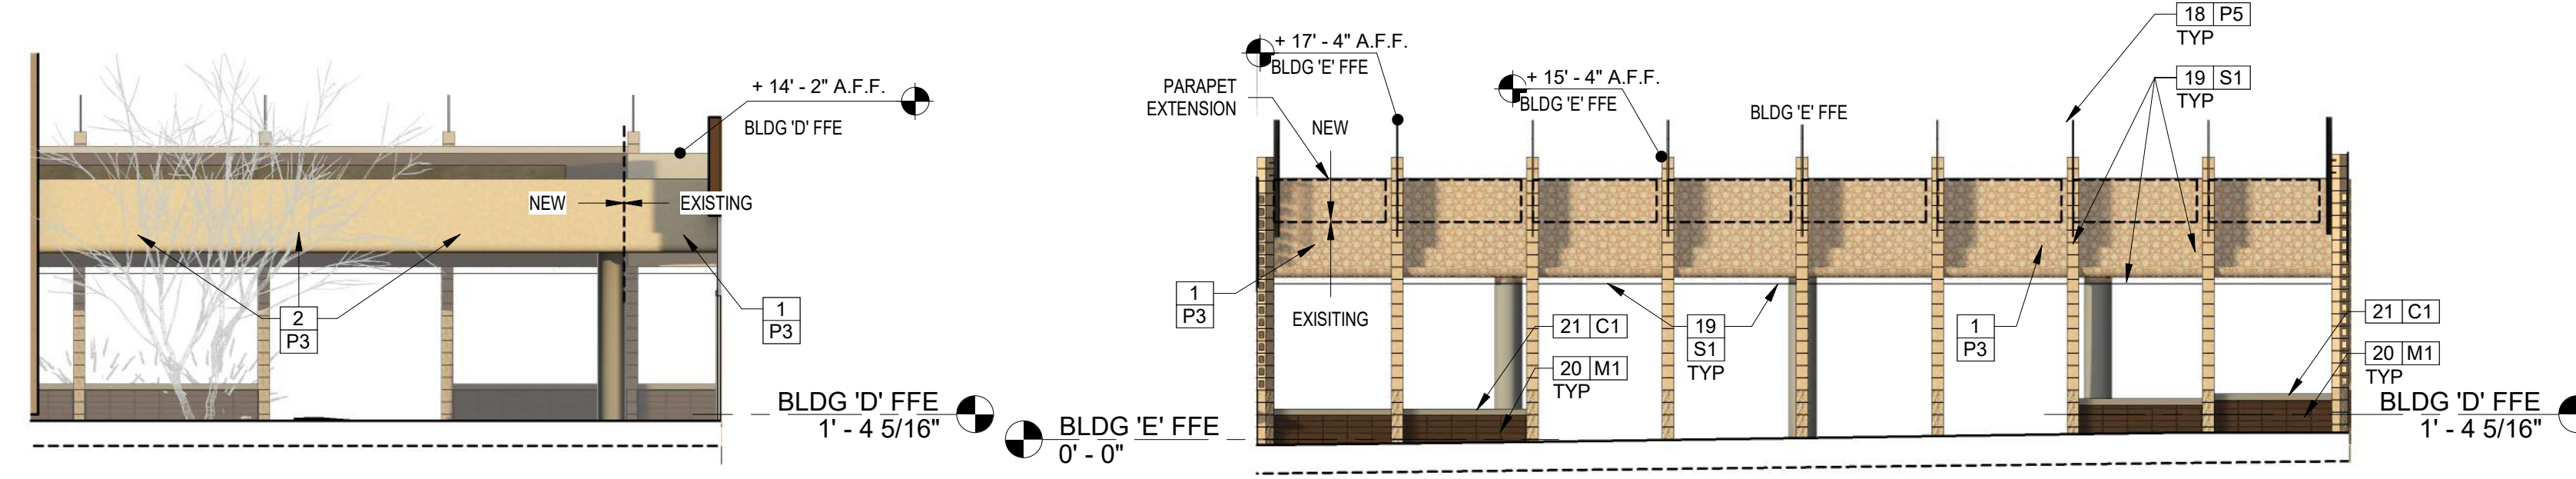 + 14' - 2" A.F.F.
BLDG 'D' FFE
NEW
EXISTING
2
P3
1
P3
BLDG 'D' FFE
1' - 4 5/16"
+ 17' - 4" A.F.F.
BLDG 'E' FFE
PARAPET
EXTENSION
NEW
+ 15' - 4" A.F.F.
BLDG 'E' FFE
BLDG 'E' FFE
18 P5
TYP
19 S1
TYP
1
P3
EXISITING
21 C1
20 M1
TYP
19
S1
TYP
1
P3
21 C1
20 M1
TYP
BLDG 'E' FFE
0' - 0"
BLDG 'D' FFE
1' - 4 5/16"